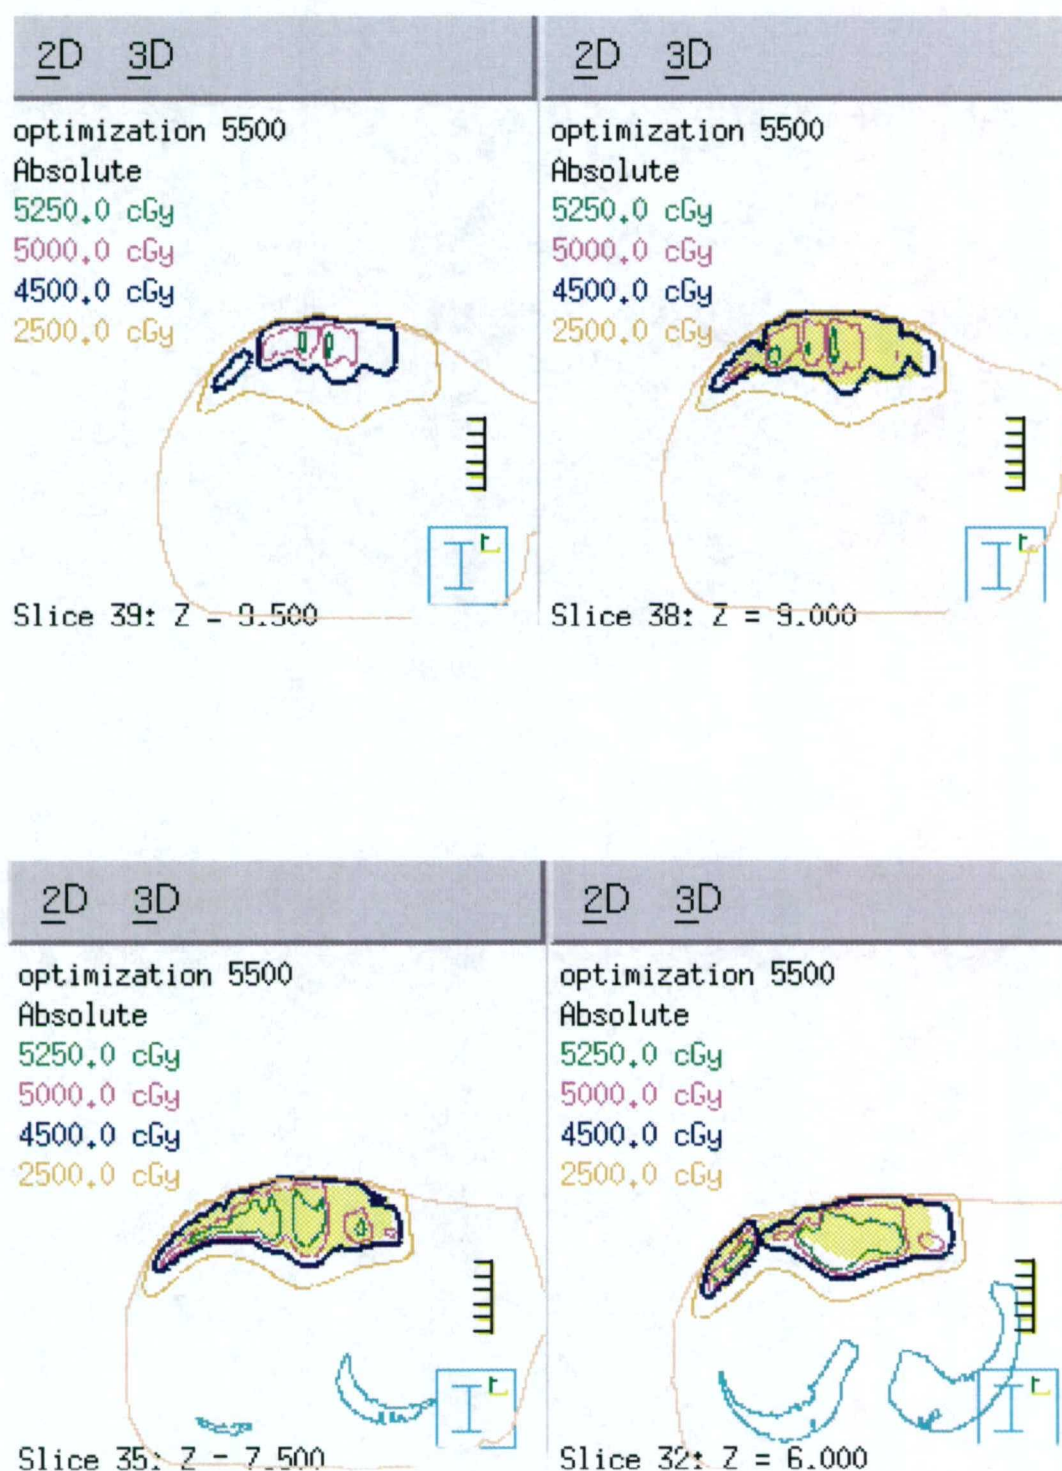 2D 3D
optimization 5500
Absolute
5250.0 cGy
5000.0 cGy
4500.0 cGy
2500.0 cGy
Slice 39: Z = 9.500
2D 3D
optimization 5500
Absolute
5250.0 cGy
5000.0 cGy
4500.0 cGy
2500.0 cGy
Slice 38: Z = 9.000
2D 3D
optimization 5500
Absolute
5250.0 cGy
5000.0 cGy
4500.0 cGy
2500.0 cGy
Slice 35: Z = 7.500
2D 3D
optimization 5500
Absolute
5250.0 cGy
5000.0 cGy
4500.0 cGy
2500.0 cGy
Slice 32: Z = 6.000